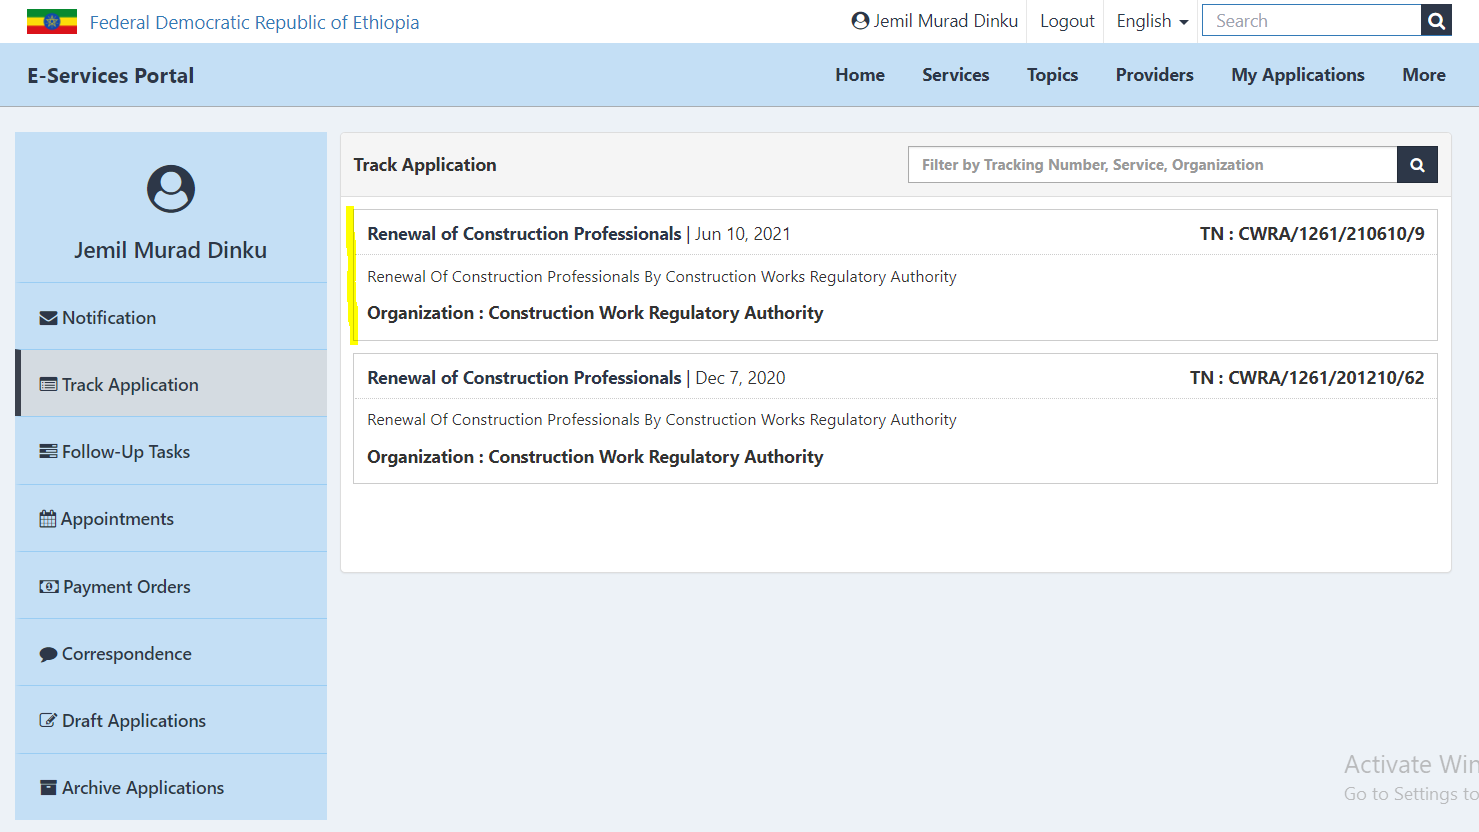 Federal Democratic Republic of Ethiopia
Jemil Murad Dinku Logout English Search
E-Services Portal
Home Services Topics Providers My Applications More
Jemil Murad Dinku
Notification
Track Application
Follow-Up Tasks
Appointments
Payment Orders
Correspondence
Draft Applications
Archive Applications
Track Application
Filter by Tracking Number, Service, Organization
Renewal of Construction Professionals | Jun 10, 2021 TN : CWRA/1261/210610/9
Renewal Of Construction Professionals By Construction Works Regulatory Authority
Organization : Construction Work Regulatory Authority
Renewal of Construction Professionals | Dec 7, 2020 TN : CWRA/1261/201210/62
Renewal Of Construction Professionals By Construction Works Regulatory Authority
Organization : Construction Work Regulatory Authority
Activate Win
Go to Settings to